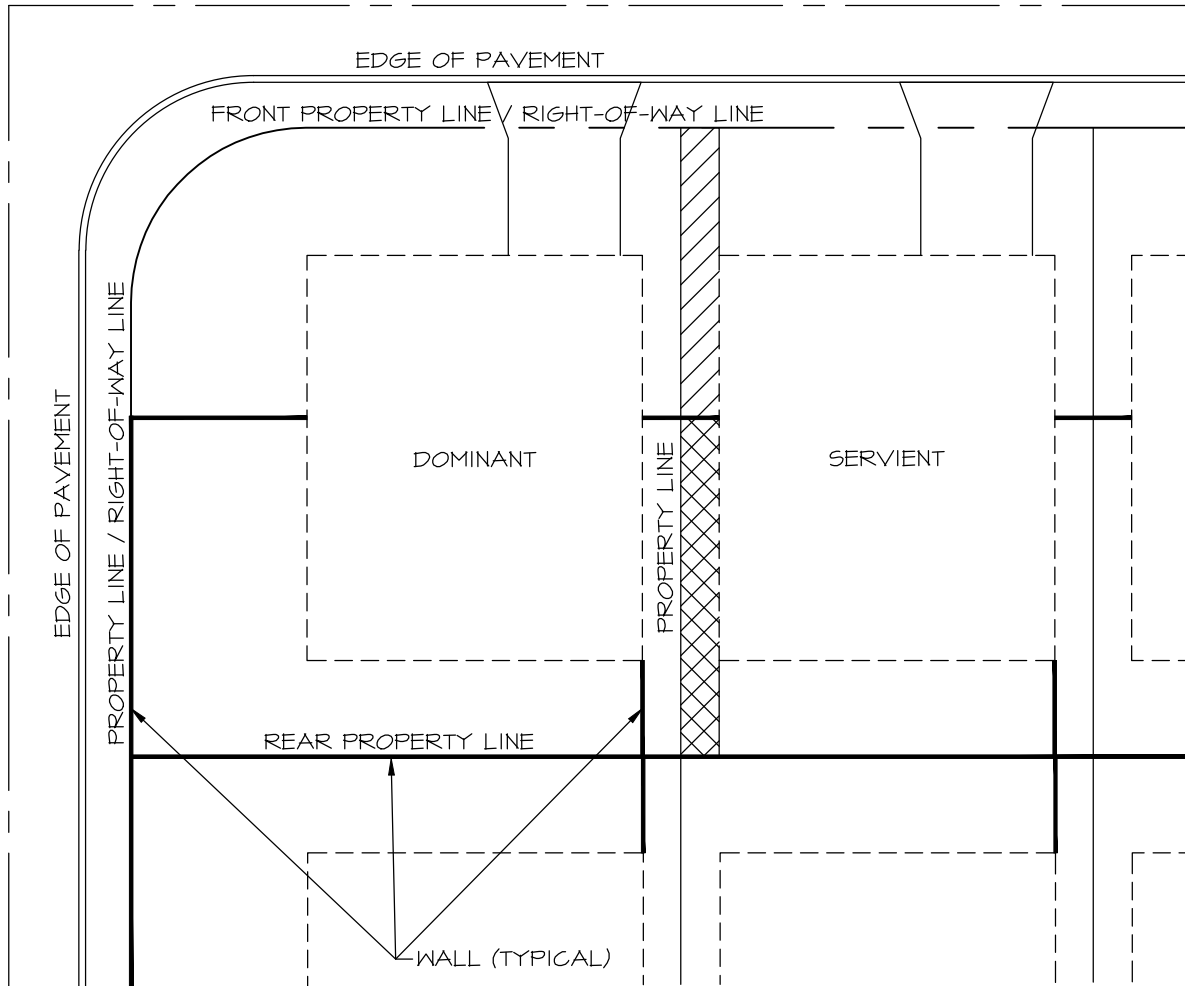 EDGE OF PAVEMENT
FRONT PROPERTY LINE / RIGHT-OF-WAY LINE
PROPERTY LINE / RIGHT-OF-WAY LINE
EDGE OF PAVEMENT
DOMINANT
PROPERTY LINE
SERVIENT
REAR PROPERTY LINE
WALL (TYPICAL)